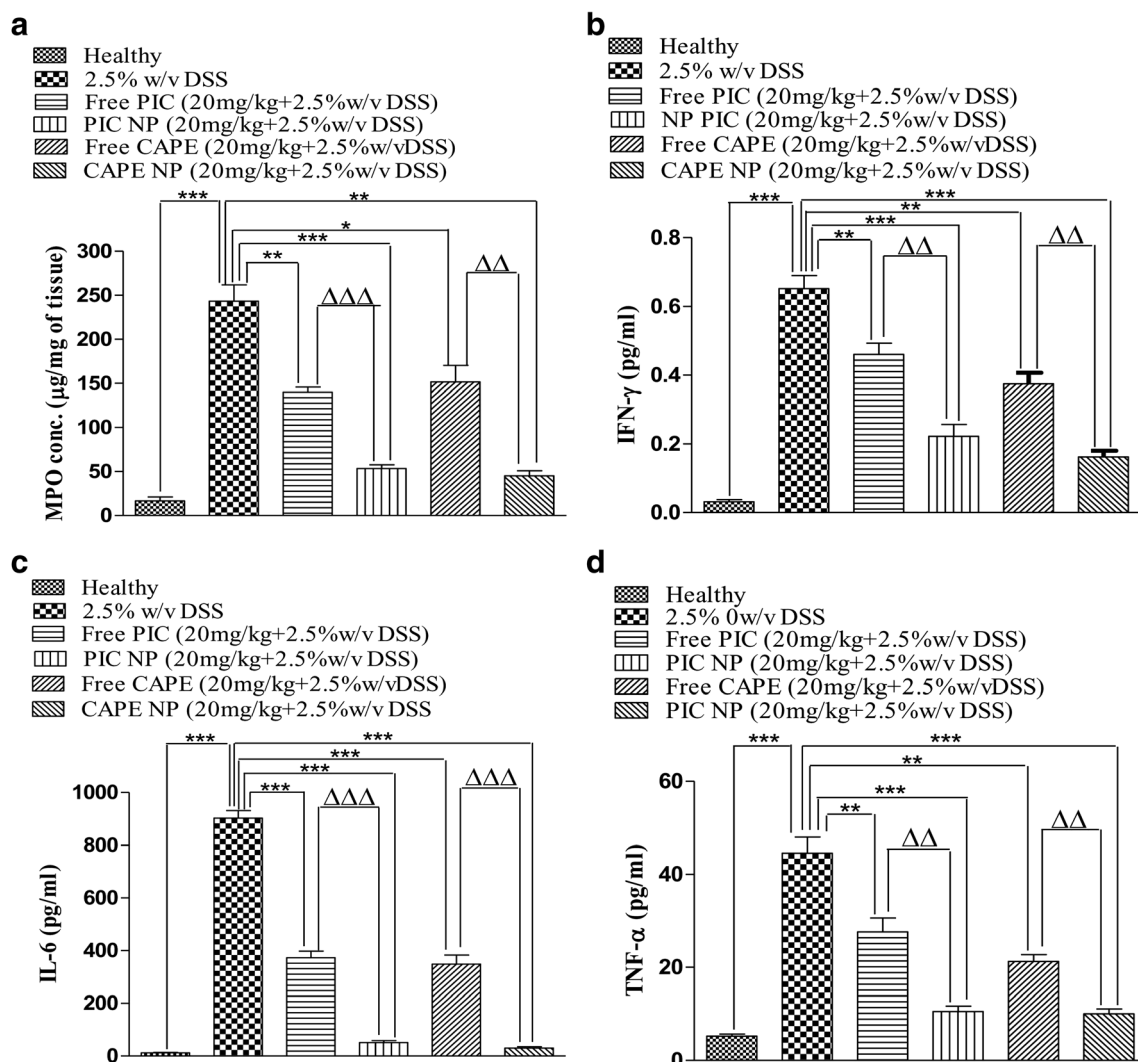 a
Healthy
2.5% w/v DSS
Free PIC (20mg/kg+2.5%w/v DSS)
PIC NP (20mg/kg+2.5%w/v DSS)
Free CAPE (20mg/kg+2.5%w/vDSS)
CAPE NP (20mg/kg+2.5%w/v DSS)
*** **
*
***
**
ΔΔΔ
ΔΔ
300
250
200
150
100
50
0
MPO conc. (µg/mg of tissue)
b
Healthy
2.5% w/v DSS
Free PIC (20mg/kg+2.5%w/v DSS)
NP PIC (20mg/kg+2.5%w/v DSS)
Free CAPE (20mg/kg+2.5%w/vDSS)
CAPE NP (20mg/kg+2.5%w/v DSS)
*** ***
**
***
**
ΔΔ
ΔΔ
0.8
0.6
0.4
0.2
0.0
IFN-γ (pg/ml)
c
Healthy
2.5% w/v DSS
Free PIC (20mg/kg+2.5%w/v DSS)
PIC NP (20mg/kg+2.5%w/v DSS)
Free CAPE (20mg/kg+2.5%w/vDSS)
CAPE NP (20mg/kg+2.5%w/v DSS
*** ***
***
***
***
ΔΔΔ
ΔΔΔ
1000
800
600
400
200
0
IL-6 (pg/ml)
d
Healthy
2.5% 0w/v DSS
Free PIC (20mg/kg+2.5%w/v DSS)
PIC NP (20mg/kg+2.5%w/v DSS)
Free CAPE (20mg/kg+2.5%w/vDSS)
PIC NP (20mg/kg+2.5%w/v DSS)
*** ***
**
***
**
ΔΔ
ΔΔ
60
40
20
0
TNF-α (pg/ml)